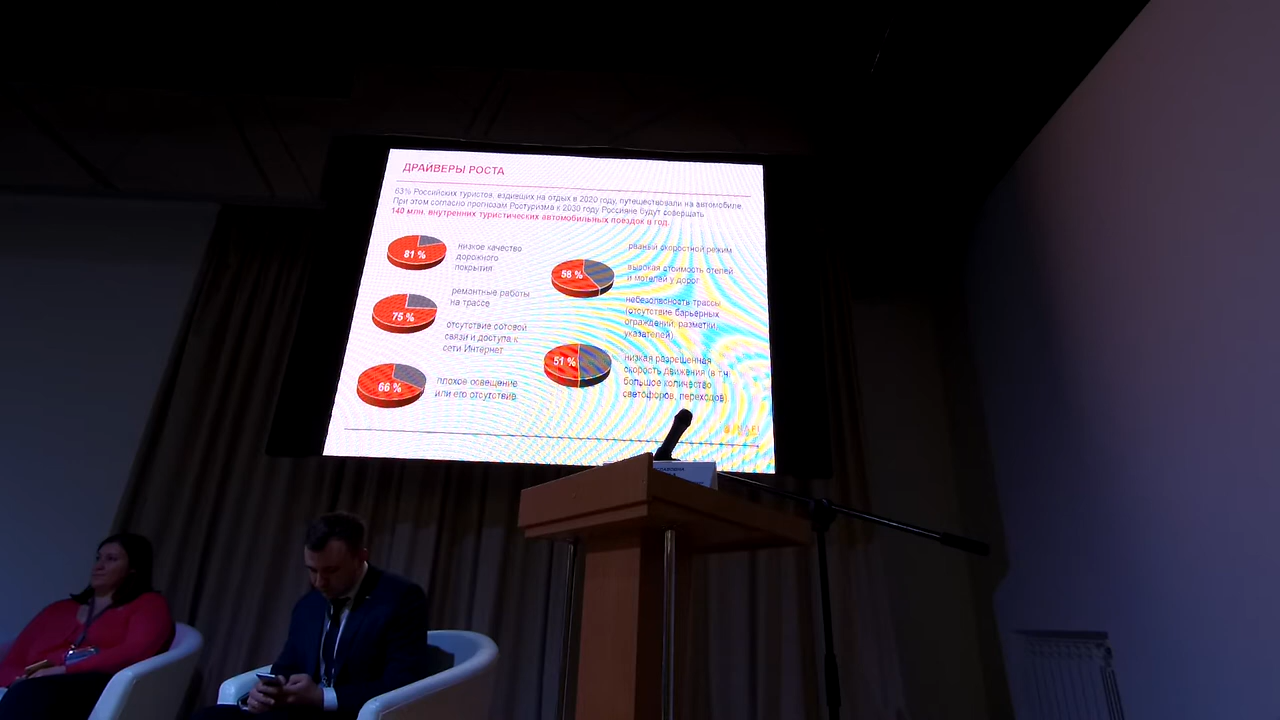 ДРАЙВЕРЫ РОСТА
63% Российских туристов, ездивших на отдых в 2020 году, путешествовали на автомобиле.
При этом согласно прогнозам Ростуризма к 2030 году Россияне будут совершать
140 млн. внутренних туристических автомобильных поездок в год.
81 %
низкое качество
дорожного
покрытия
75 %
ремонтные работы
на трассе
отсутствие сотовой
связи и доступа к
сети Интернет
66 %
плохое освещение
или его отсутствие
58 %
рваный скоростной режим
высокая стоимость отелей
и мотелей у дорог
небезопасность трассы
(отсутствие барьерных
ограждений, разметки,
указателей)
51 %
низкая разрешенная
скорость движения (в т.ч.
большое количество
светофоров, переходов)